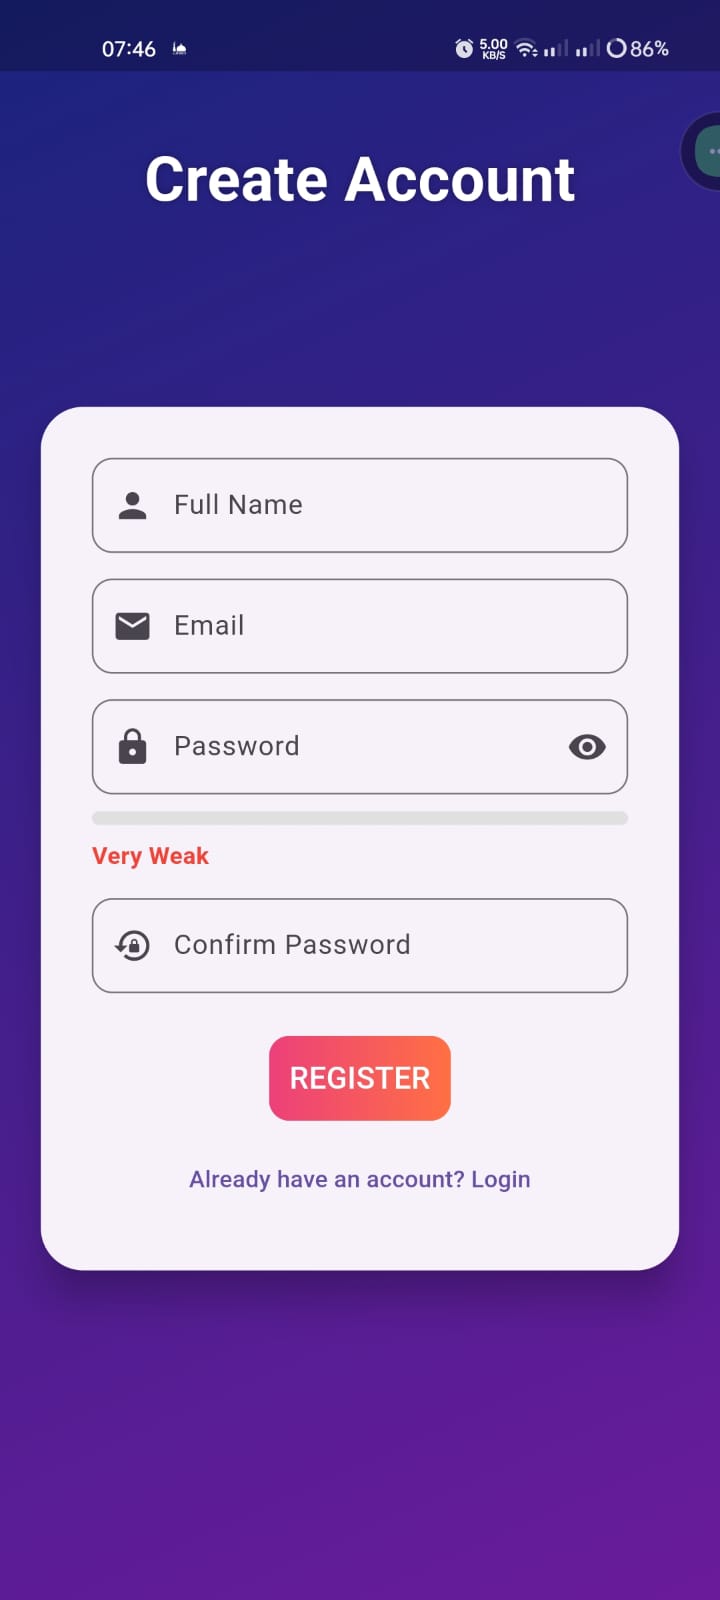 07:46
5.00
KB/S
86%
Create Account
Full Name
Email
Password
Very Weak
Confirm Password
REGISTER
Already have an account? Login